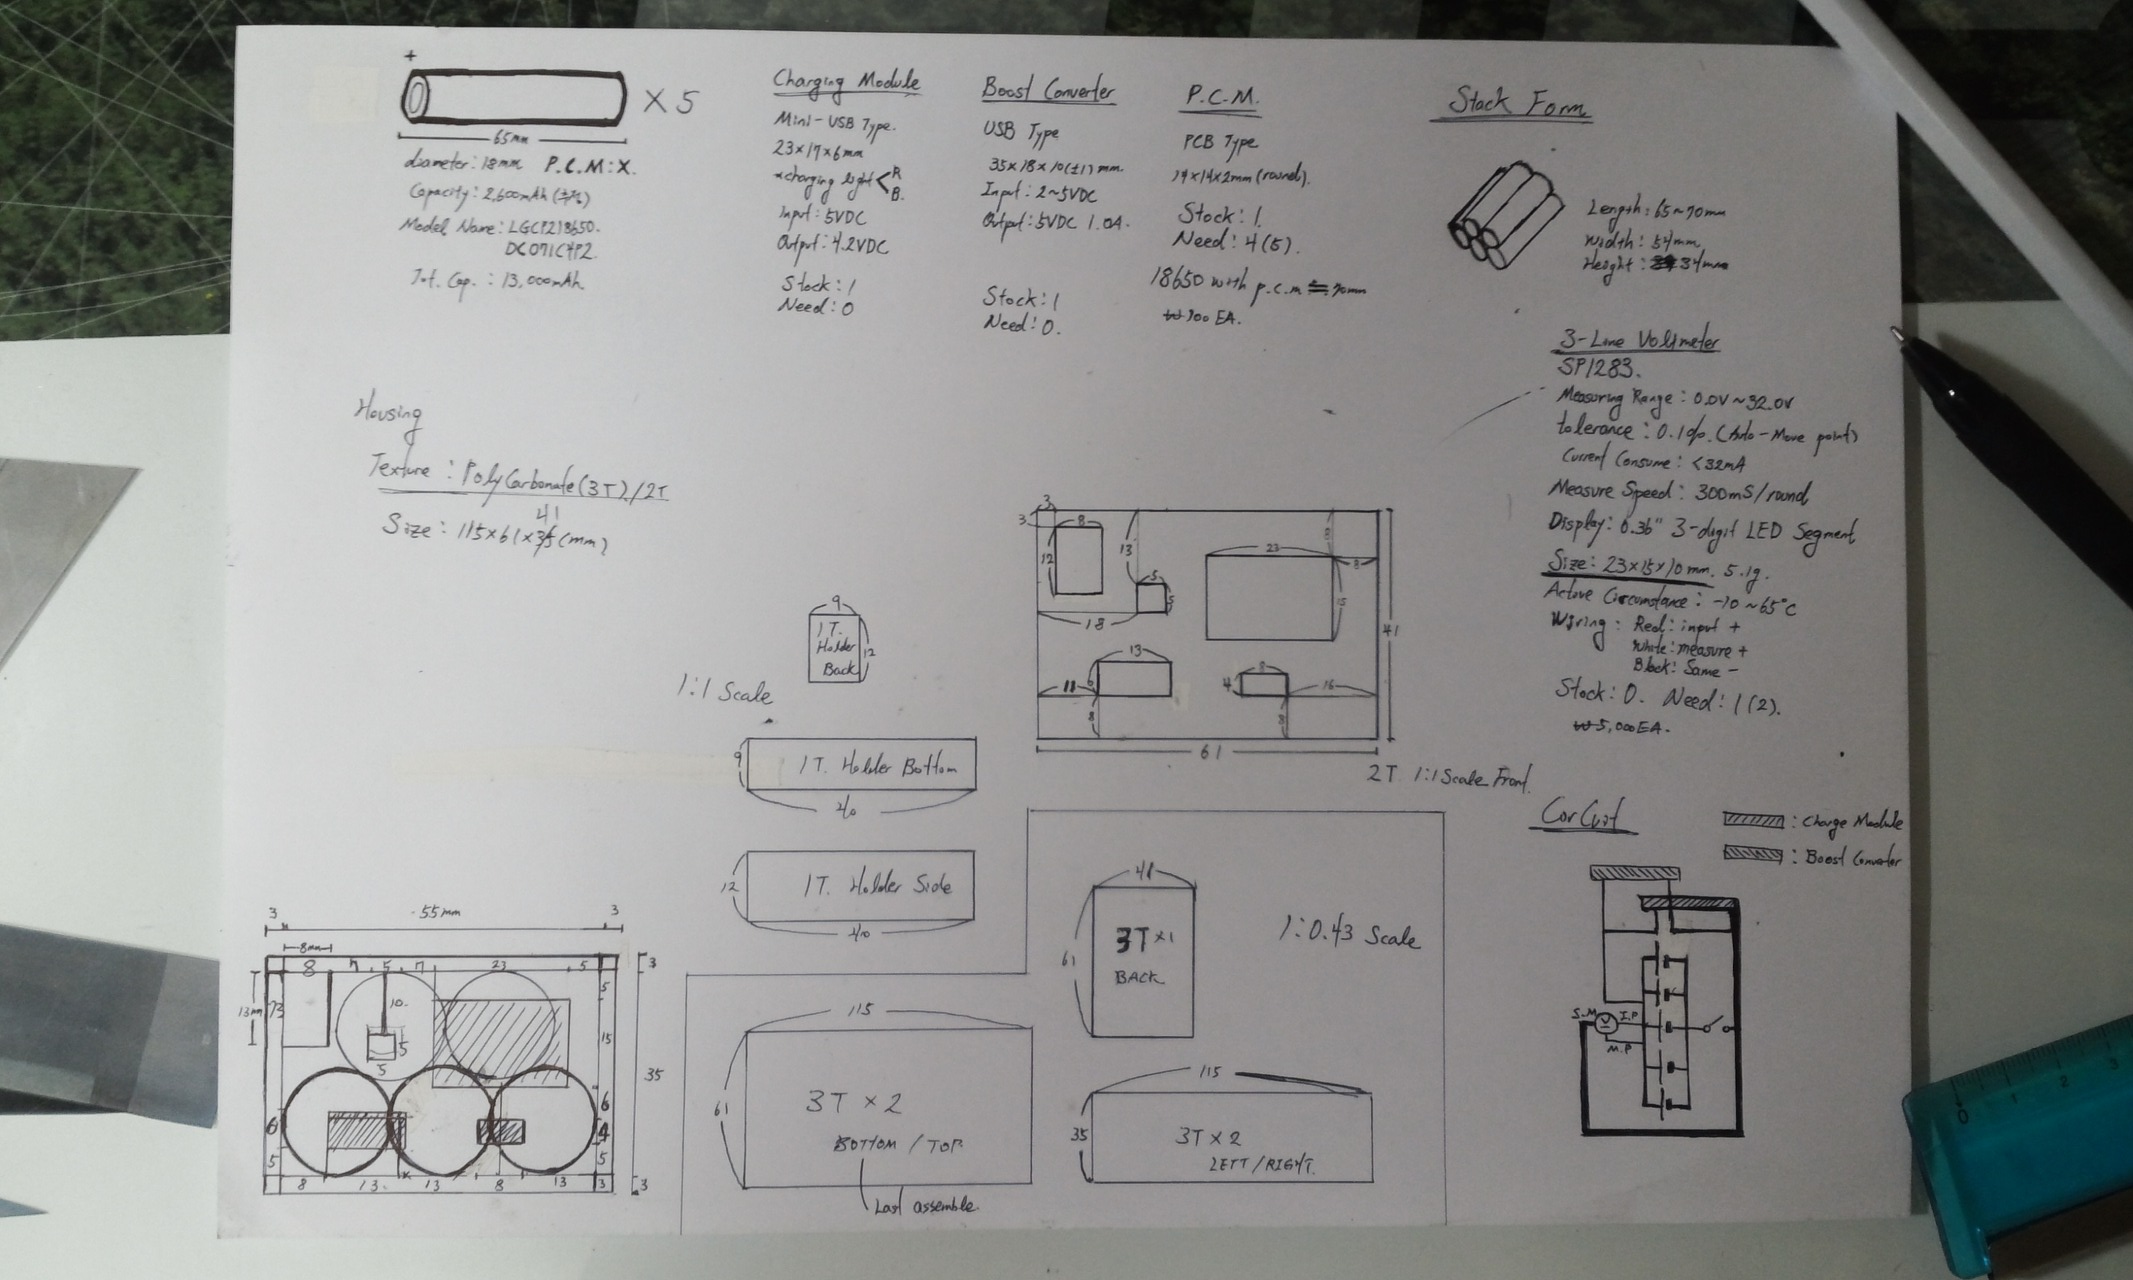 +
X 5
65mm
diameter: 18mm P.C.M: X.
Capacity: 2,600mAh
Model Name: LGCP218650.
DC071C4P2.
Tot. Cap. : 13,000mAh.
Charging Module
Mini-USB Type.
23×17×6mm
*charging light < R
B.
Input: 5VDC
Output: 4.2VDC
Stock: 1
Need: 0
Boost Converter
USB Type
35×18×10(±1)mm.
Input: 2~5VDC
Output: 5VDC 1.0A.
Stock: 1
Need: 0.
P.C.M.
PCB Type
14×14×2mm (round).
Stock: 1.
Need: 4(5).
18650 with p.c.m ≒ 70mm
₩700 EA.
Stack Form
Length: 65~70mm
Width: 54mm
Height: 34mm
3-Line Voltmeter
SP1283.
Measuring Range: 0.0V~32.0V
tolerance: 0.1%. (Auto-Move point)
Current Consume: <32mA
Measure Speed: 300mS/round
Display: 0.36" 3-digit LED Segment
Size: 23×15×10mm. 5.1g.
Active Circumstance: -10~65°C
Wiring: Red: input +
White: measure +
Black: Same -
Stock: 0. Need: 1(2).
₩5,000EA.
Housing
Texture : PolyCarbonate(3T)./2T
41
Size: 115×61×35(mm)
3
3 8
12
13
5
5
18
23
8
8
15
41
13
6
11
8
8
4
16
8
61
2T 1:1 Scale Front.
9
1T.
Holder
Back
12
1:1 Scale
9
1T. Holder Bottom
40
12
1T. Holder Side
40
41
61
3T ×1
BACK
1:0.43 Scale
115
61
3T × 2
BOTTOM / TOP.
Last assemble.
115
35
3T × 2
LEFT/RIGHT.
CorCuot
: Charge Module
: Boost Converter
S.M
V
I.P
M.P
3 55mm 3
8mm
8 7 5 7 23 5
3
13mm
13
10.
5
5
5
15
35
6
6
4
5
5
8 13. 13 8 13 3
3
0 1 2 3